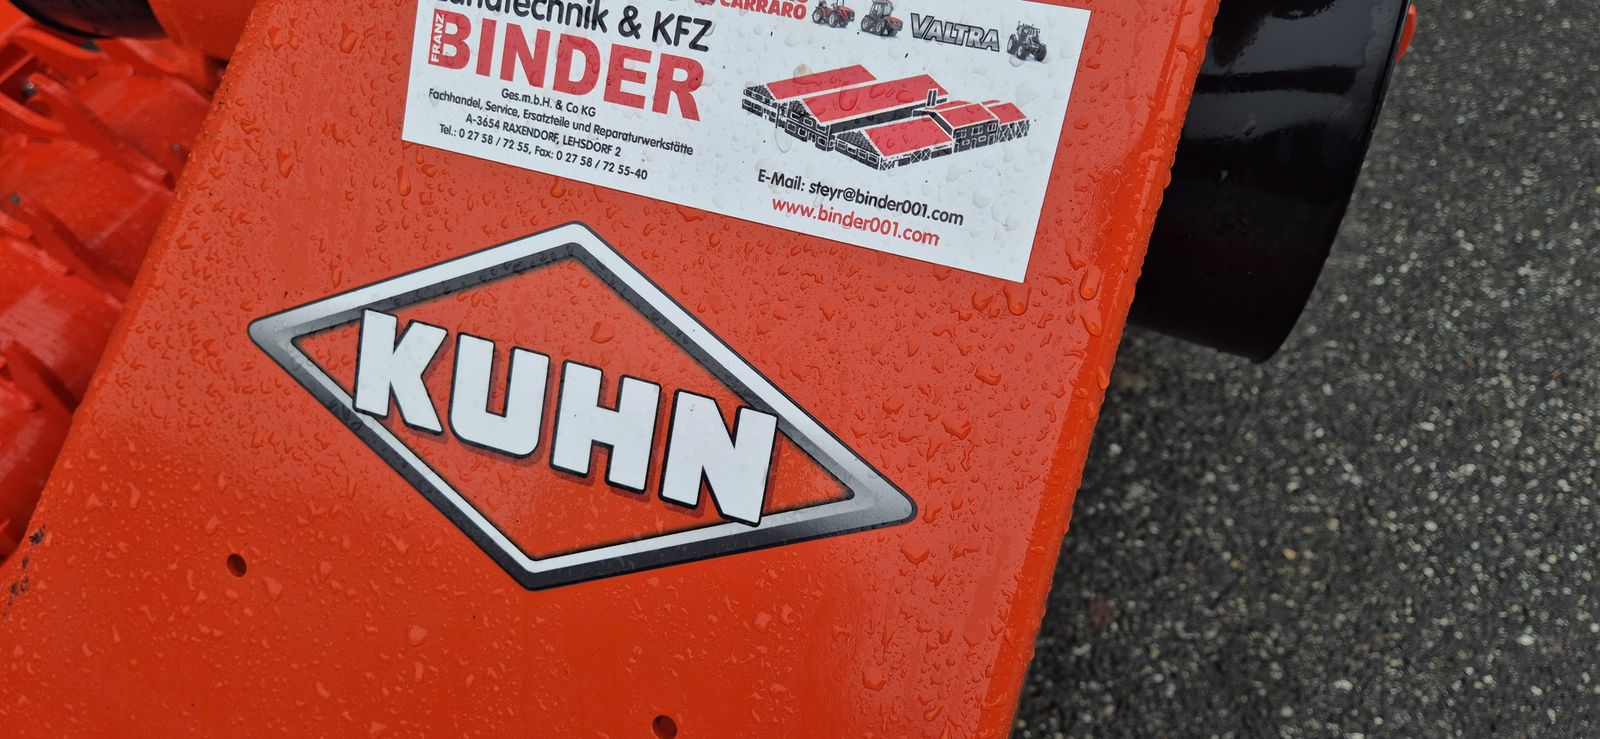 Landtechnik & KFZ
FRANZ
BINDER
Ges.m.b.H. & Co KG
Fachhandel, Service, Ersatzteile und Reparaturwerkstätte
A-3654 RAXENDORF, LEHSDORF 2
Tel.: 0 27 58 / 72 55, Fax: 0 27 58 / 72 55-40
CARRARO
VALTRA
E-Mail: steyr@binder001.com
www.binder001.com
KUHN